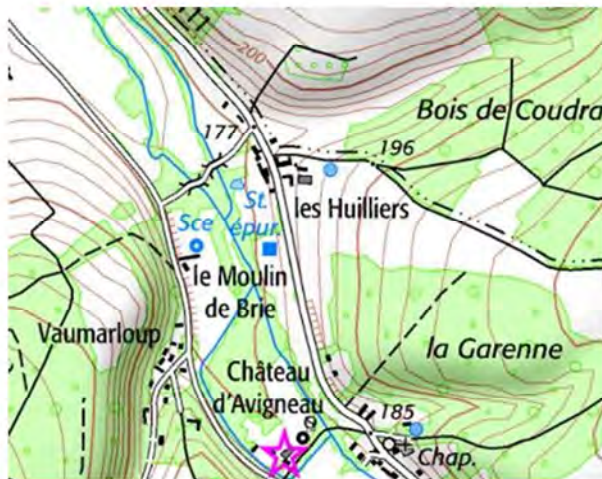 200
177
Bois de Coudra
196
St.
épur.
Sce
les Huilliers
le Moulin
de Brie
Vaumarloup
la Garenne
Château
d'Avigneau
185
Chap.